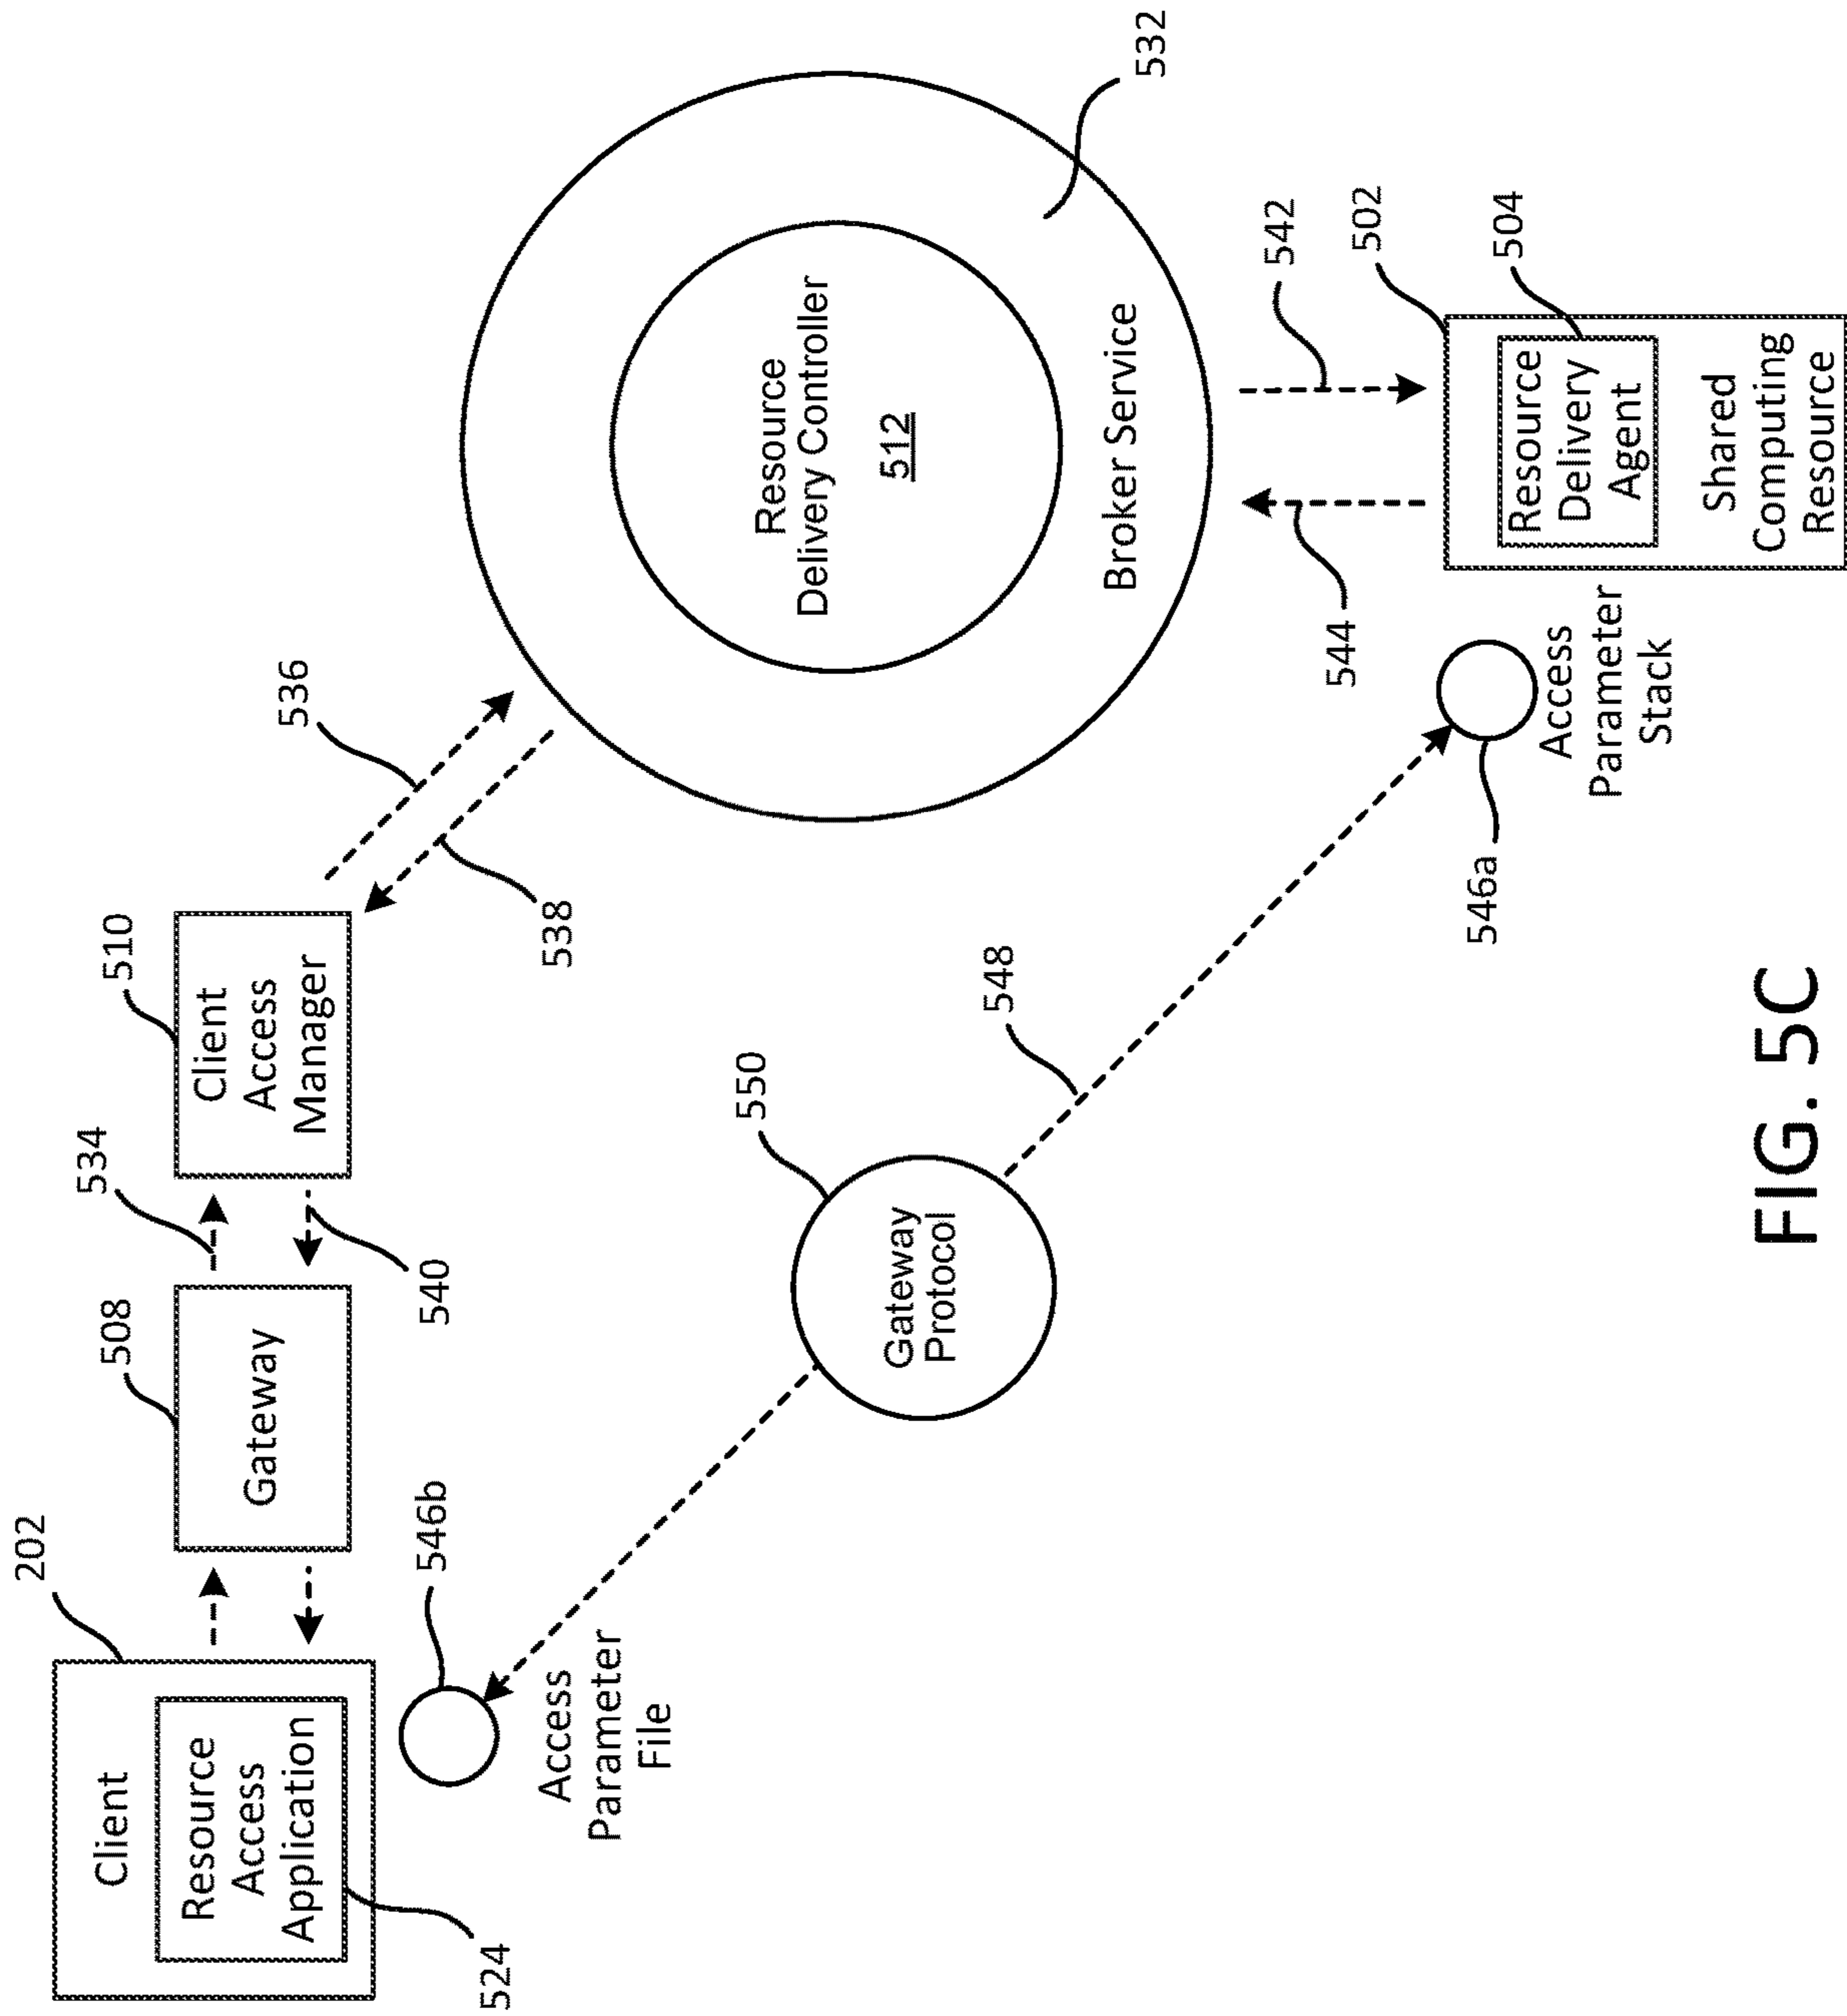 202
Client
Resource
Access
Application
524
508
Gateway
534
540
510
Client
Access
Manager
536
538
Resource
Delivery Controller
512
Broker Service
532
546b
Access
Parameter
File
550
Gateway
Protocol
548
546a
Access
Parameter
Stack
544
542
502
504
Resource
Delivery
Agent
Shared
Computing
Resource
FIG. 5C